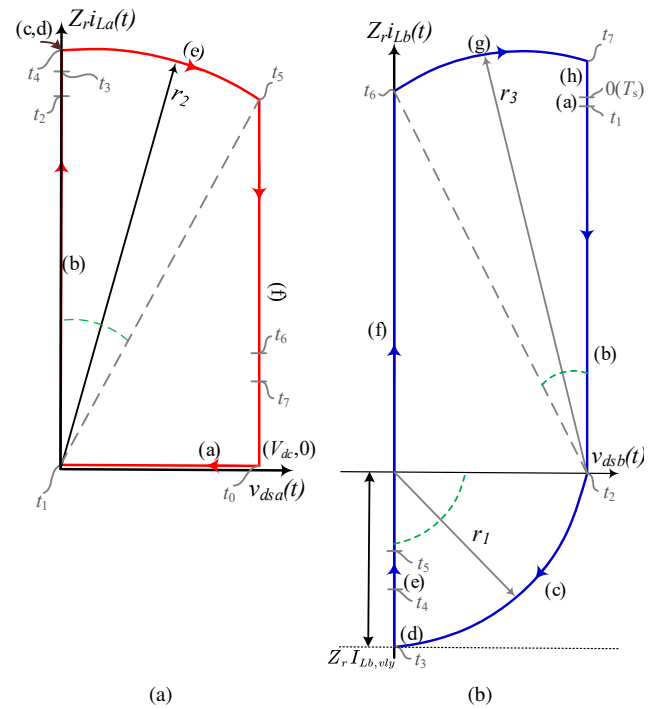 Z_r i_La(t)
(c,d)
(e)
t_4
t_3
t_2
t_5
r_2
(b)
(f)
t_6
t_7
(V_dc,0)
(a)
t_1
t_0
v_dsa(t)
(a)
Z_r i_Lb(t)
(g)
t_7
(h)
t_6
r_3
0(T_s)
(a)
t_1
(f)
(b)
v_dsb(t)
t_2
r_1
t_5
(e)
t_4
(c)
(d)
Z_r I_Lb,vly
t_3
(b)